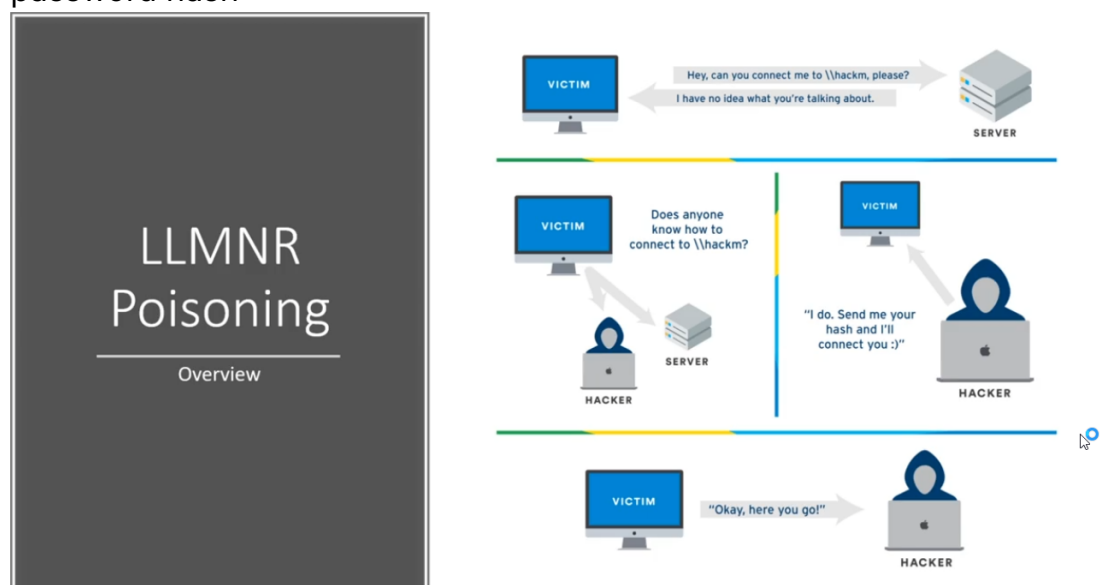 password hash
LLMNR
Poisoning
Overview
VICTIM
Hey, can you connect me to \\hackm, please?
I have no idea what you're talking about.
SERVER
VICTIM
Does anyone
know how to
connect to \\hackm?
SERVER
HACKER
VICTIM
"I do. Send me your
hash and I'll
connect you :)"
HACKER
VICTIM
"Okay, here you go!"
HACKER